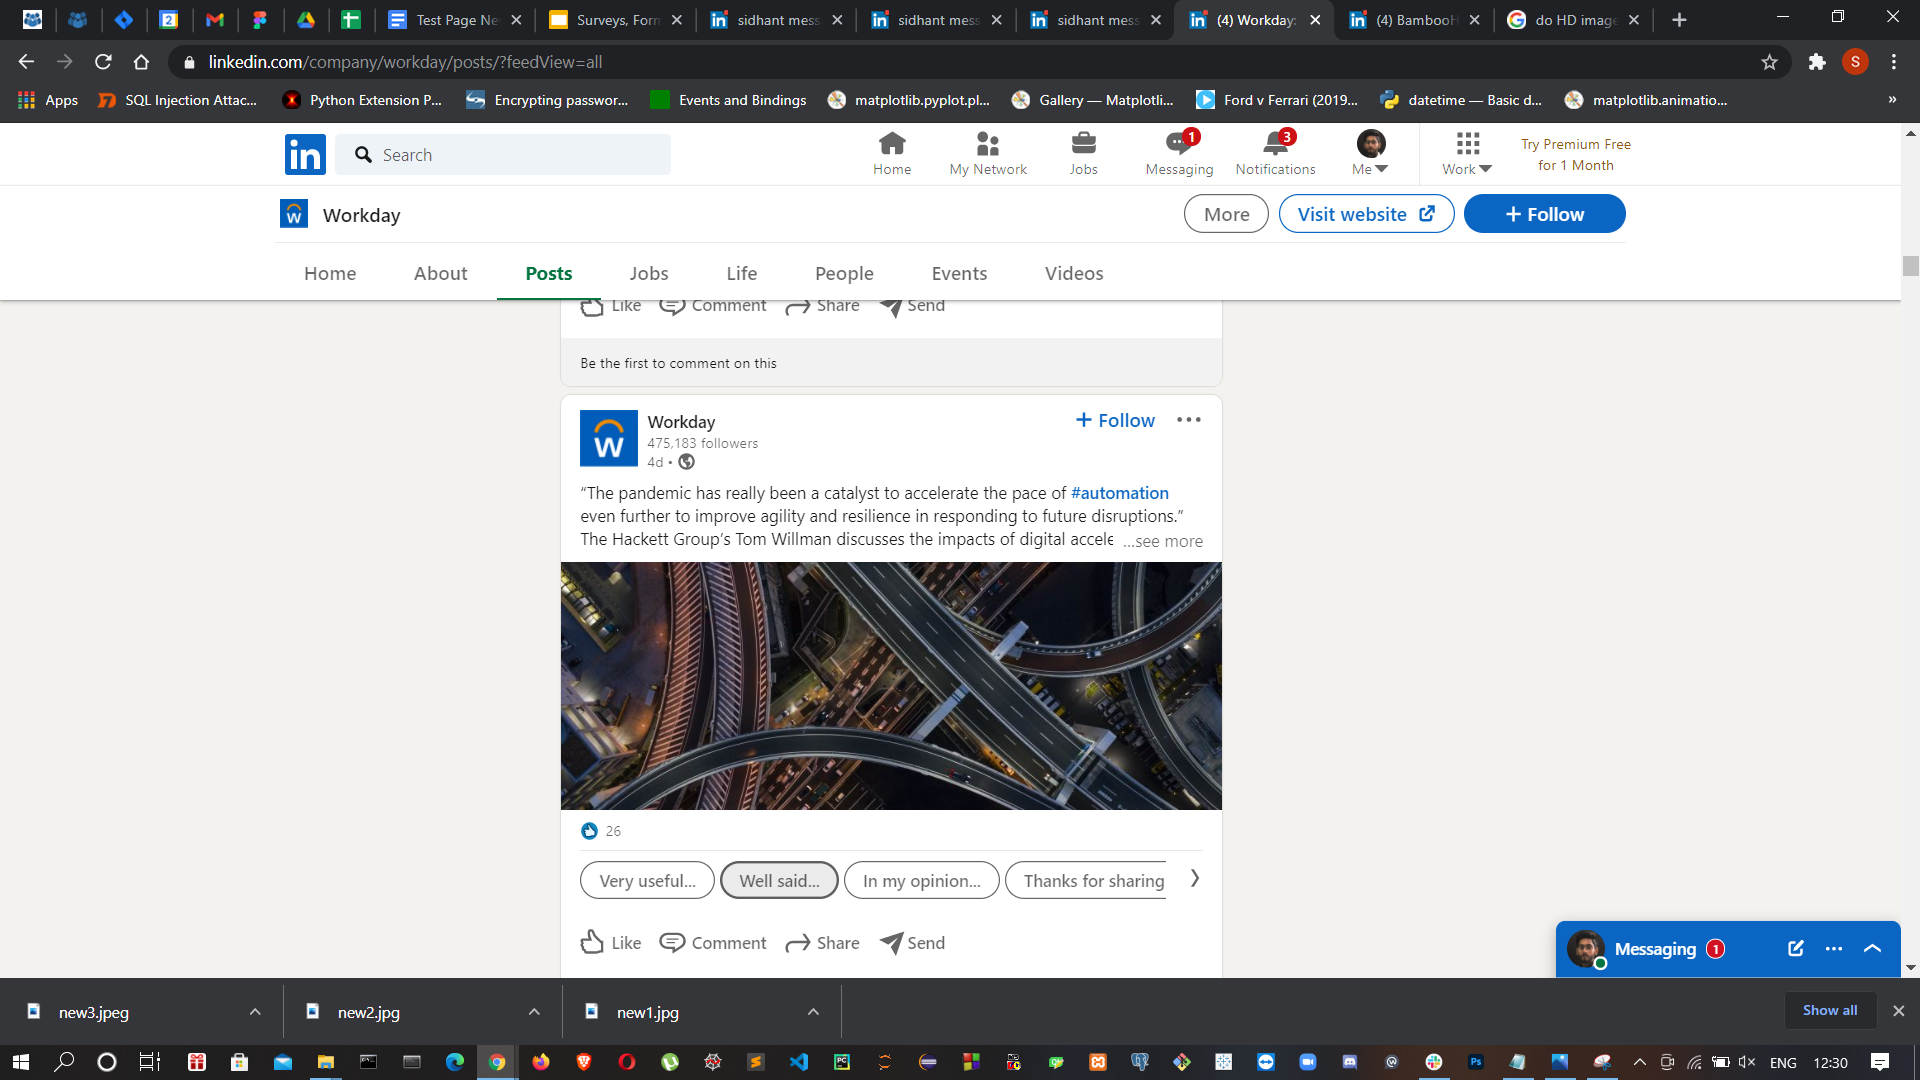 Test Page Ne
Surveys, Forn
sidhant mess
sidhant mess
sidhant mess
(4) Workday:
(4) BambooH
do HD image
linkedin.com/company/workday/posts/?feedView=all
S
Apps
SQL Injection Attac...
Python Extension P...
Encrypting passwor...
Events and Bindings
matplotlib.pyplot.pl...
Gallery — Matplotli...
Ford v Ferrari (2019...
datetime — Basic d...
matplotlib.animatio...
»
in
Search
Home
My Network
Jobs
1
Messaging
3
Notifications
Me
Work
Try Premium Free
for 1 Month
Workday
More
Visit website
+ Follow
Home
About
Posts
Jobs
Life
People
Events
Videos
Like
Comment
Share
Send
Be the first to comment on this
Workday
475,183 followers
4d •
+ Follow
“The pandemic has really been a catalyst to accelerate the pace of #automation
even further to improve agility and resilience in responding to future disruptions.”
The Hackett Group’s Tom Willman discusses the impacts of digital accele ...see more
26
Very useful...
Well said...
In my opinion...
Thanks for sharing
Like
Comment
Share
Send
Messaging 1
new3.jpeg
new2.jpg
new1.jpg
Show all
ENG
12:30